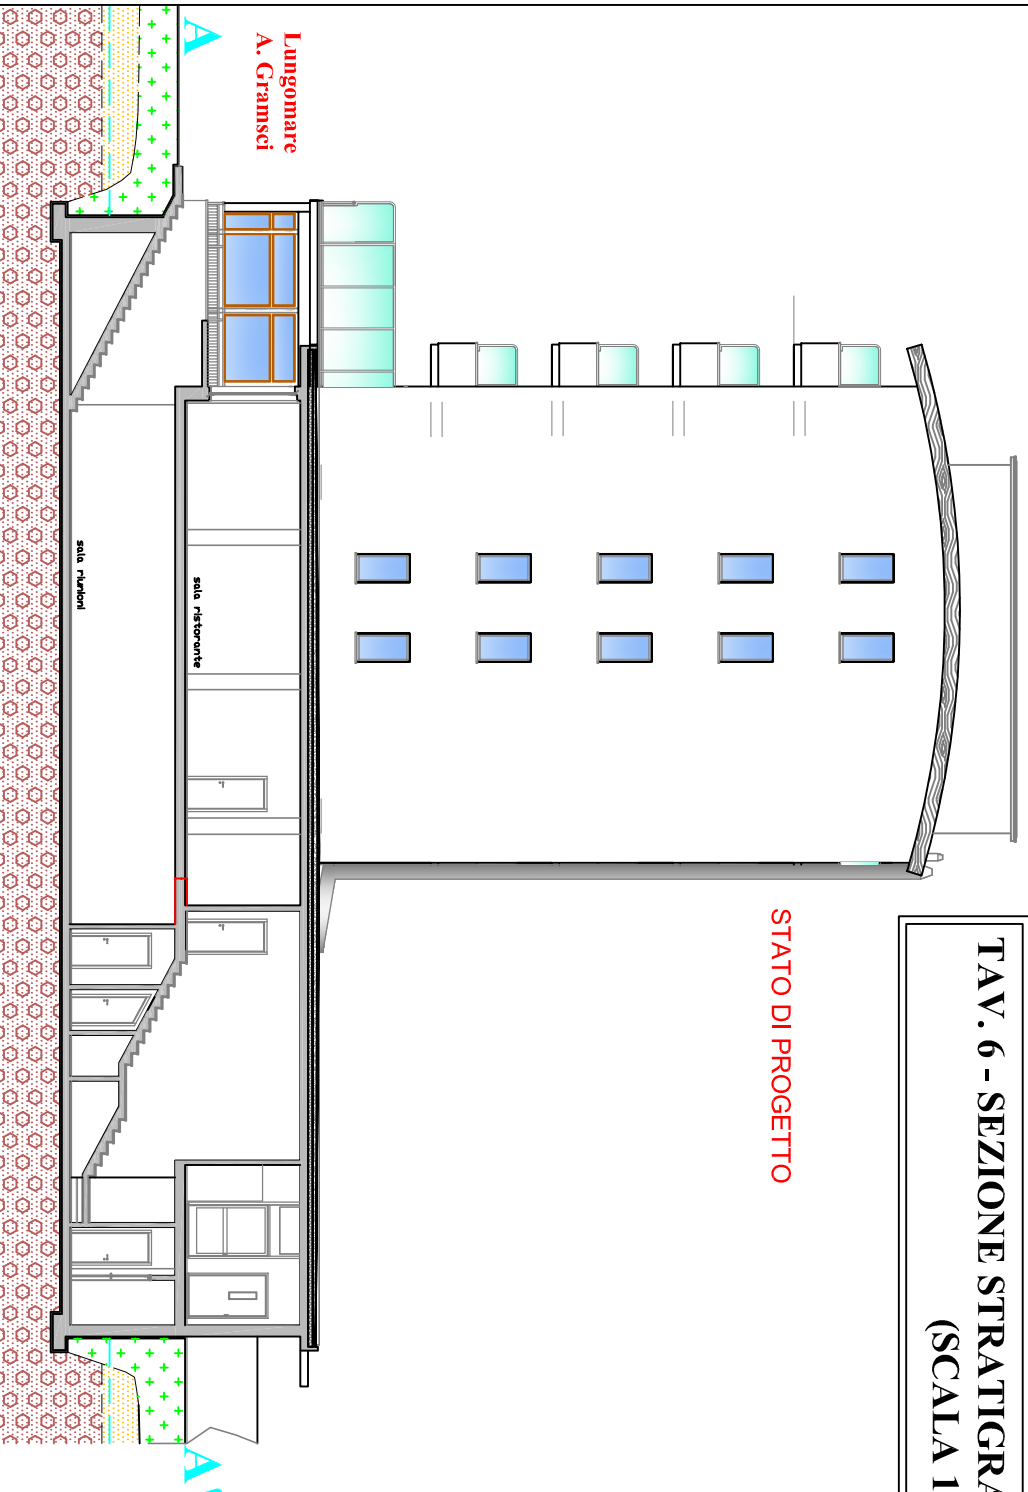 TAV. 6 - SEZIONE STRATIGRA
(SCALA 1
STATO DI PROGETTO
Lungomare
A. Gramsci
A
sala ristorante
sala riunioni
A